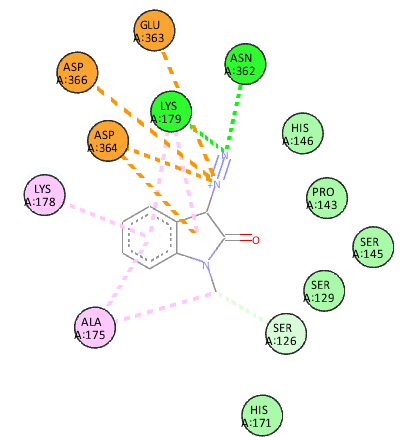 GLU
A:363
ASP
A:366
ASN
A:362
LYS
A:179
HIS
A:146
ASP
A:364
N
+N
LYS
A:178
PRO
A:143
O
SER
A:145
N
SER
A:129
ALA
A:175
SER
A:126
HIS
A:171